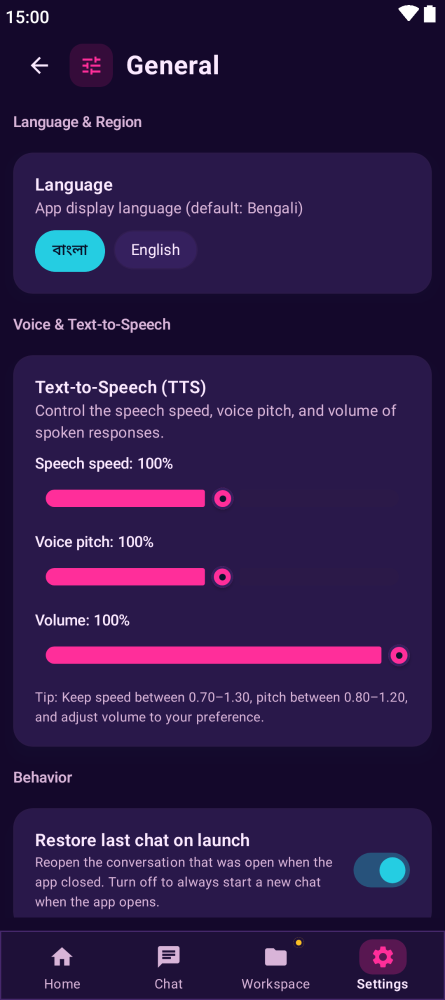 15:00
General
Language & Region
Language
App display language (default: Bengali)
বাংলা
English
Voice & Text-to-Speech
Text-to-Speech (TTS)
Control the speech speed, voice pitch, and volume of
spoken responses.
Speech speed: 100%
Voice pitch: 100%
Volume: 100%
Tip: Keep speed between 0.70–1.30, pitch between 0.80–1.20,
and adjust volume to your preference.
Behavior
Restore last chat on launch
Reopen the conversation that was open when the
app closed. Turn off to always start a new chat
when the app opens.
Home
Chat
Workspace
Settings